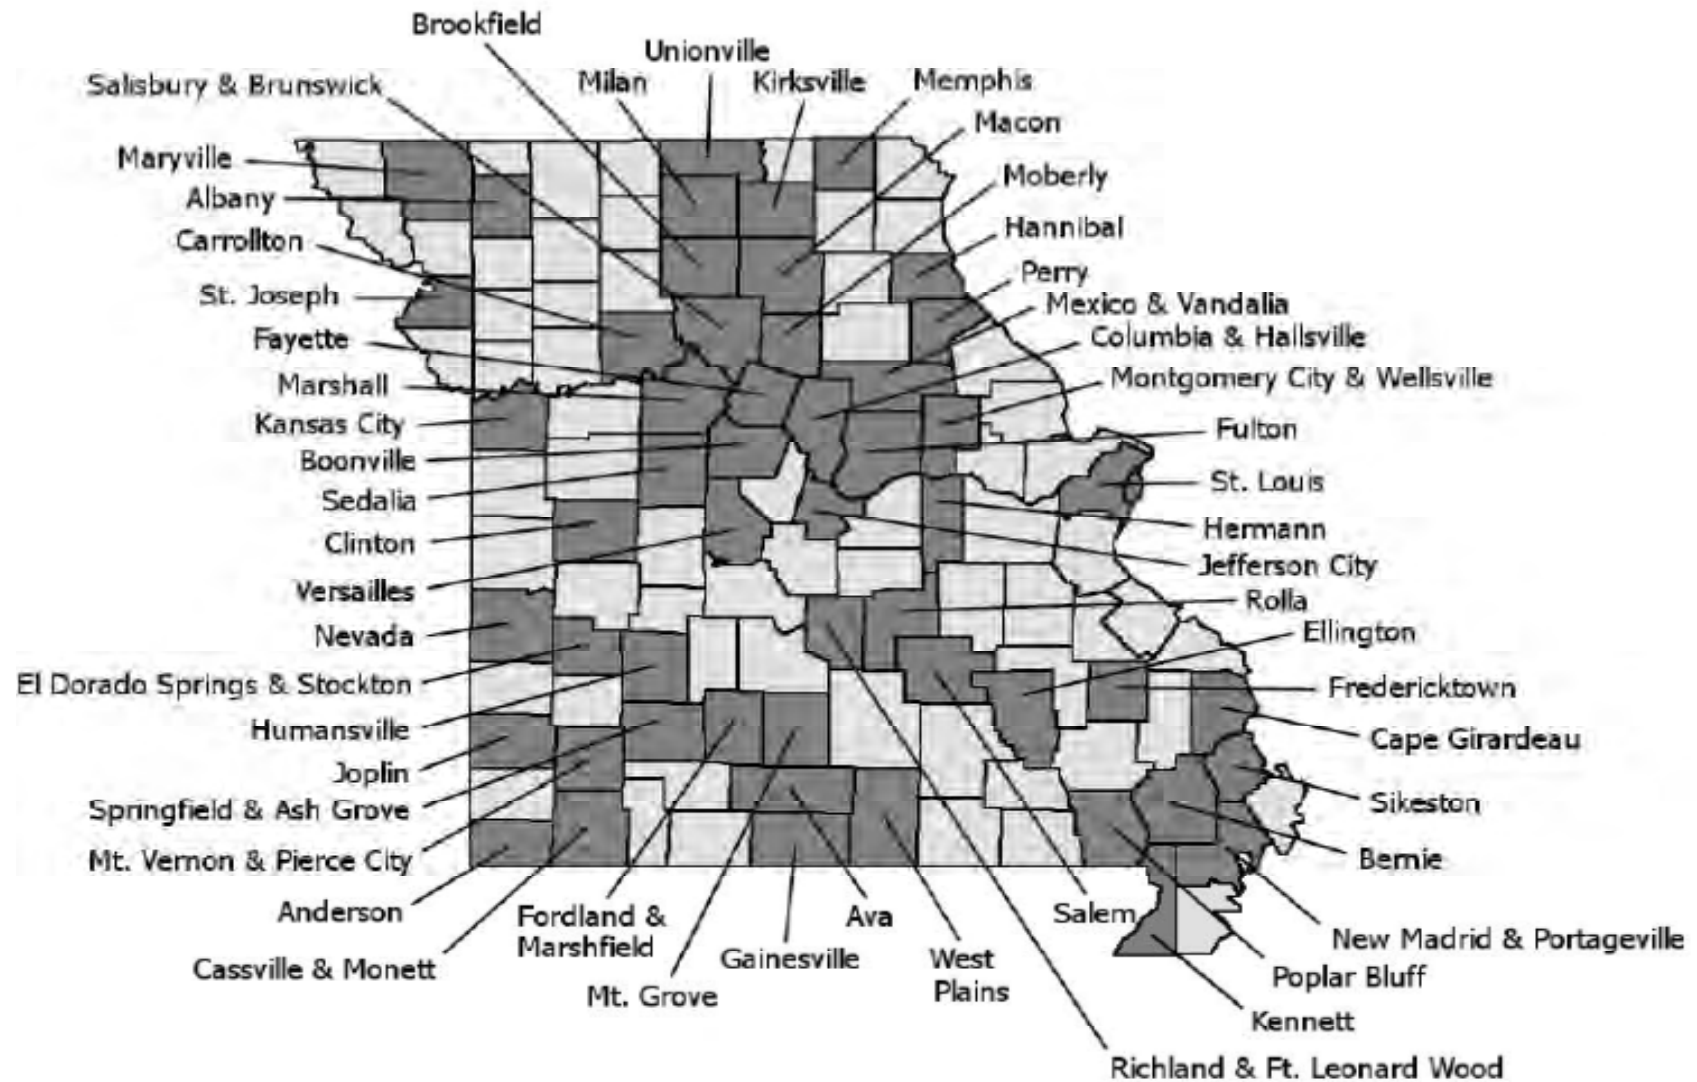 Brookfield
Unionville
Salisbury & Brunswick
Milan
Kirksville
Memphis
Macon
Maryville
Moberly
Albany
Hannibal
Carrollton
Perry
St. Joseph
Mexico & Vandalia
Fayette
Columbia & Hallsville
Marshall
Montgomery City & Wellsville
Kansas City
Fulton
Boonville
St. Louis
Sedalia
Hermann
Clinton
Jefferson City
Versailles
Rolla
Nevada
Ellington
El Dorado Springs & Stockton
Fredericktown
Humansville
Cape Girardeau
Joplin
Springfield & Ash Grove
Sikeston
Mt. Vernon & Pierce City
Bernie
Anderson
Fordland &
Marshfield
Ava
Salem
New Madrid & Portageville
Cassville & Monett
Gainesville
West
Plains
Poplar Bluff
Mt. Grove
Kennett
Richland & Ft. Leonard Wood